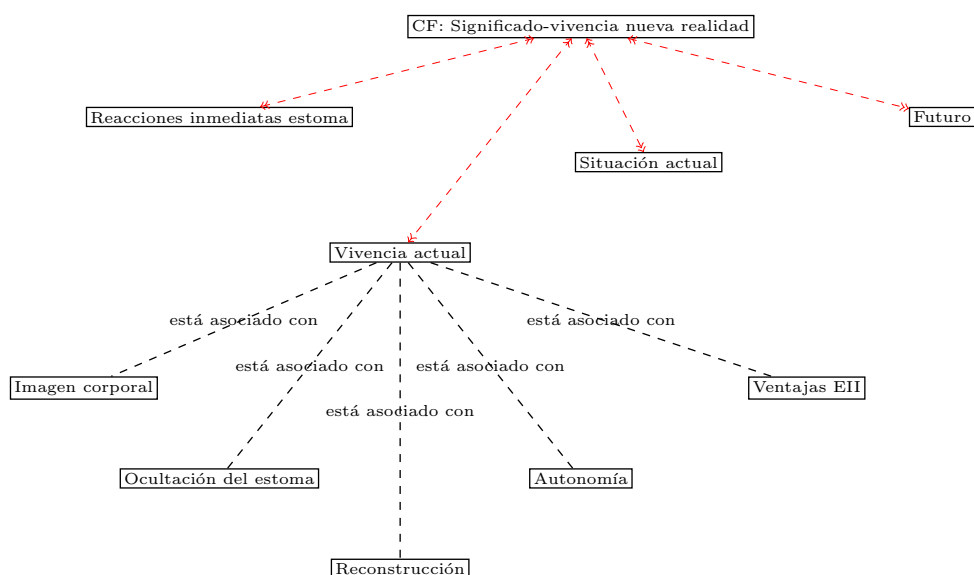 CF: Significado-vivencia nueva realidad
Reacciones inmediatas estoma
Futuro
Situación actual
Vivencia actual
está asociado con
está asociado con
está asociado con
está asociado con
está asociado con
Imagen corporal
Ventajas EII
Ocultación del estoma
Autonomía
Reconstrucción